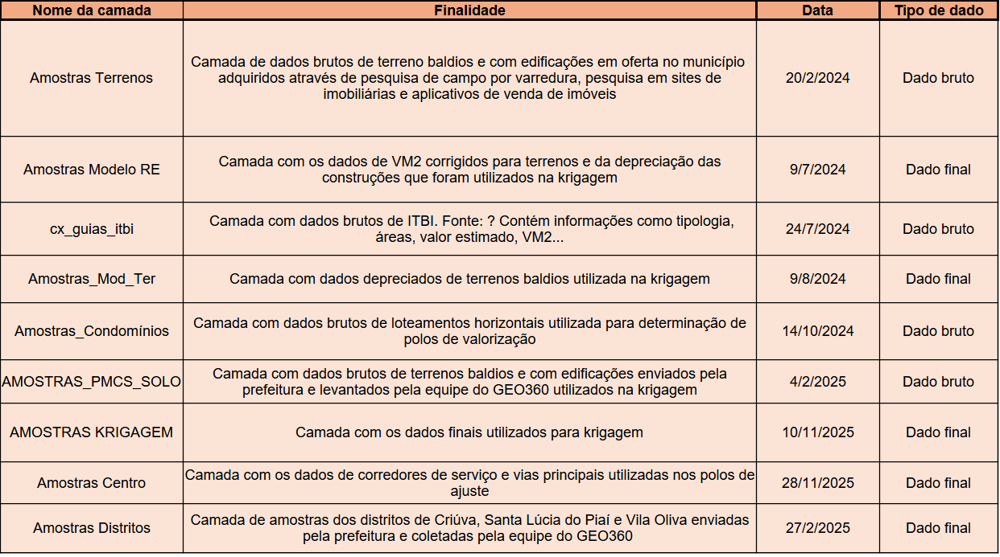 Nome da camada Finalidade Data Tipo de dado
Camada de dados brutos de terreno baldios e com edificações em oferta no município
Amostras Terrenos adquiridos através de pesquisa de campo por varredura, pesquisa em sites de 20/2/2024 Dado bruto
imobiliárias e aplicativos de venda de imóveis
Camada com os dados de VM2 corrigidos para terrenos e da depreciação das
Amostras Modelo RE 9/7/2024 Dado final
construções que foram utilizados na krigagem
Camada com dados brutos de ITBI. Fonte: ? Contém informações como tipologia,
cx_guias_itbi 24/7/2024 Dado bruto
áreas, valor estimado, VM2...
Amostras_Mod_Ter Camada com dados depreciados de terrenos baldios utilizada na krigagem 9/8/2024 Dado final
Camada com dados brutos de loteamentos horizontais utilizada para determinação de
Amostras_Condomínios 14/10/2024 Dado bruto
polos de valorização
Camada com dados brutos de terrenos baldios e com edificações enviados pela
AMOSTRAS_PMCS_SOLO 4/2/2025 Dado bruto
prefeitura e levantados pela equipe do GEO360 utilizados na krigagem
AMOSTRAS KRIGAGEM Camada com os dados finais utilizados para krigagem 10/11/2025 Dado final
Camada com os dados de corredores de serviço e vias principais utilizadas nos polos de
Amostras Centro 28/11/2025 Dado final
ajuste
Camada de amostras dos distritos de Criúva, Santa Lúcia do Piaí e Vila Oliva enviadas
Amostras Distritos 27/2/2025 Dado final
pela prefeitura e coletadas pela equipe do GEO360